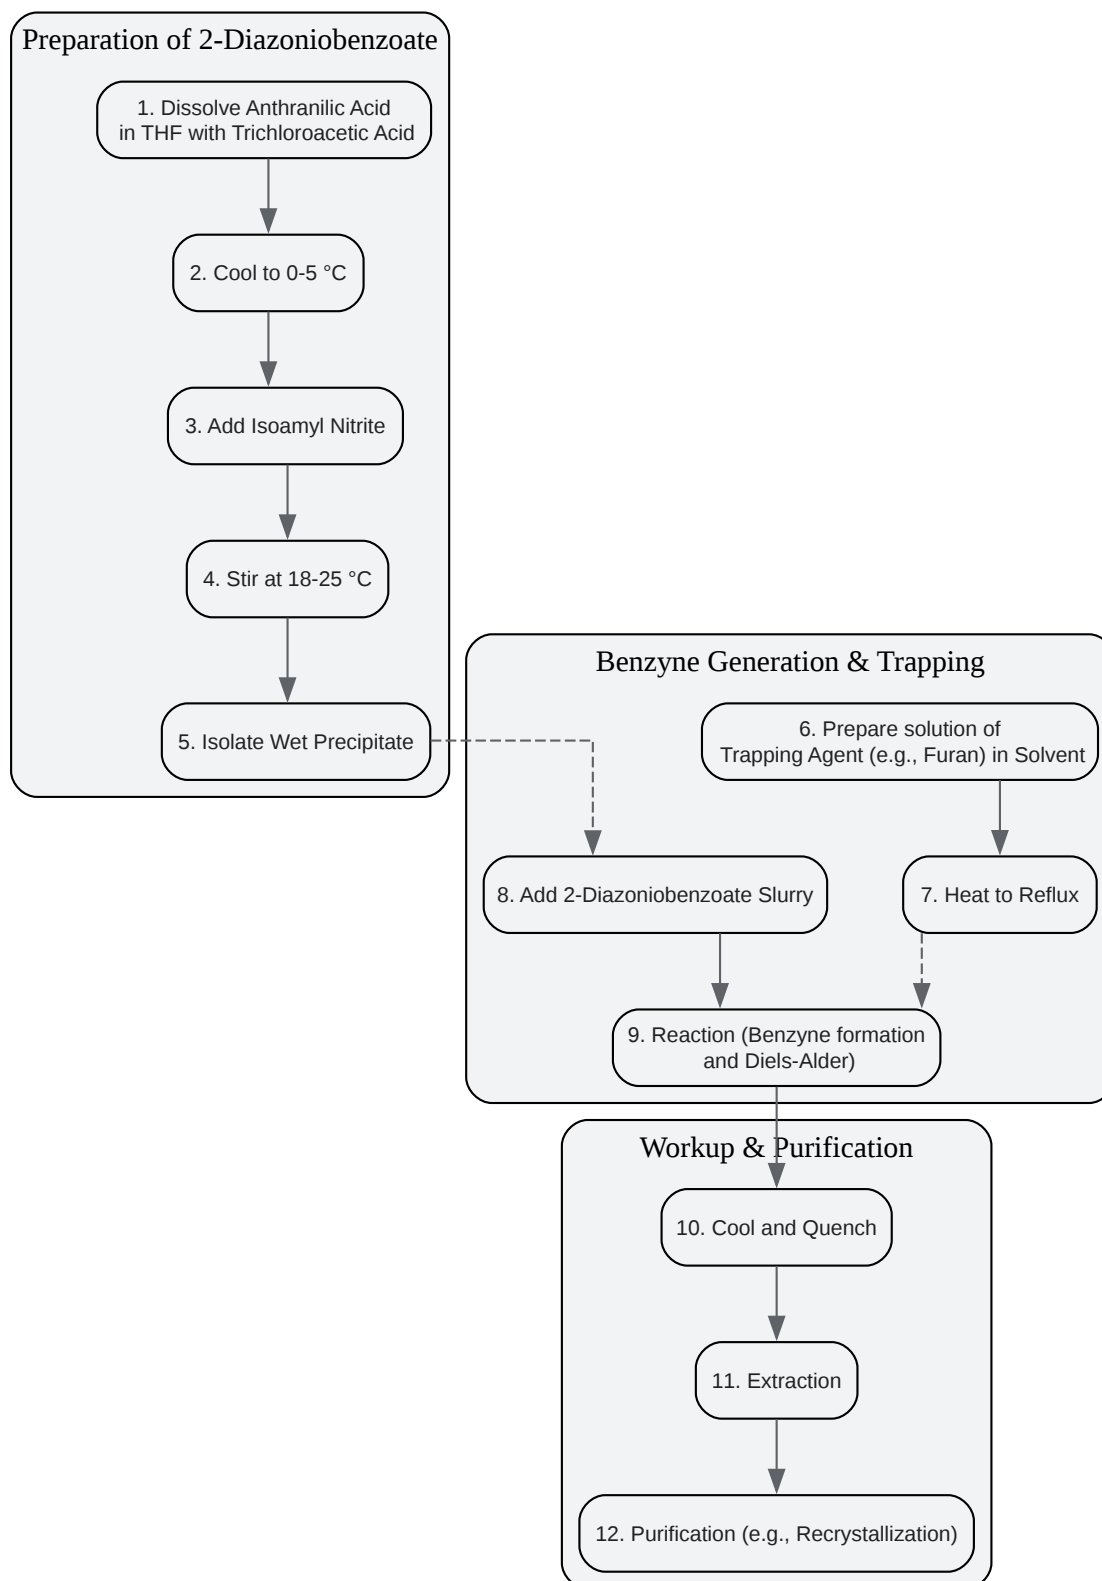 Preparation of 2-Diazoniobenzoate
1. Dissolve Anthranilic Acid
in THF with Trichloroacetic Acid
2. Cool to 0-5 °C
3. Add Isoamyl Nitrite
4. Stir at 18-25 °C
5. Isolate Wet Precipitate
Benzyne Generation & Trapping
6. Prepare solution of
Trapping Agent (e.g., Furan) in Solvent
8. Add 2-Diazoniobenzoate Slurry
7. Heat to Reflux
9. Reaction (Benzyne formation
and Diels-Alder)
Workup & Purification
10. Cool and Quench
11. Extraction
12. Purification (e.g., Recrystallization)